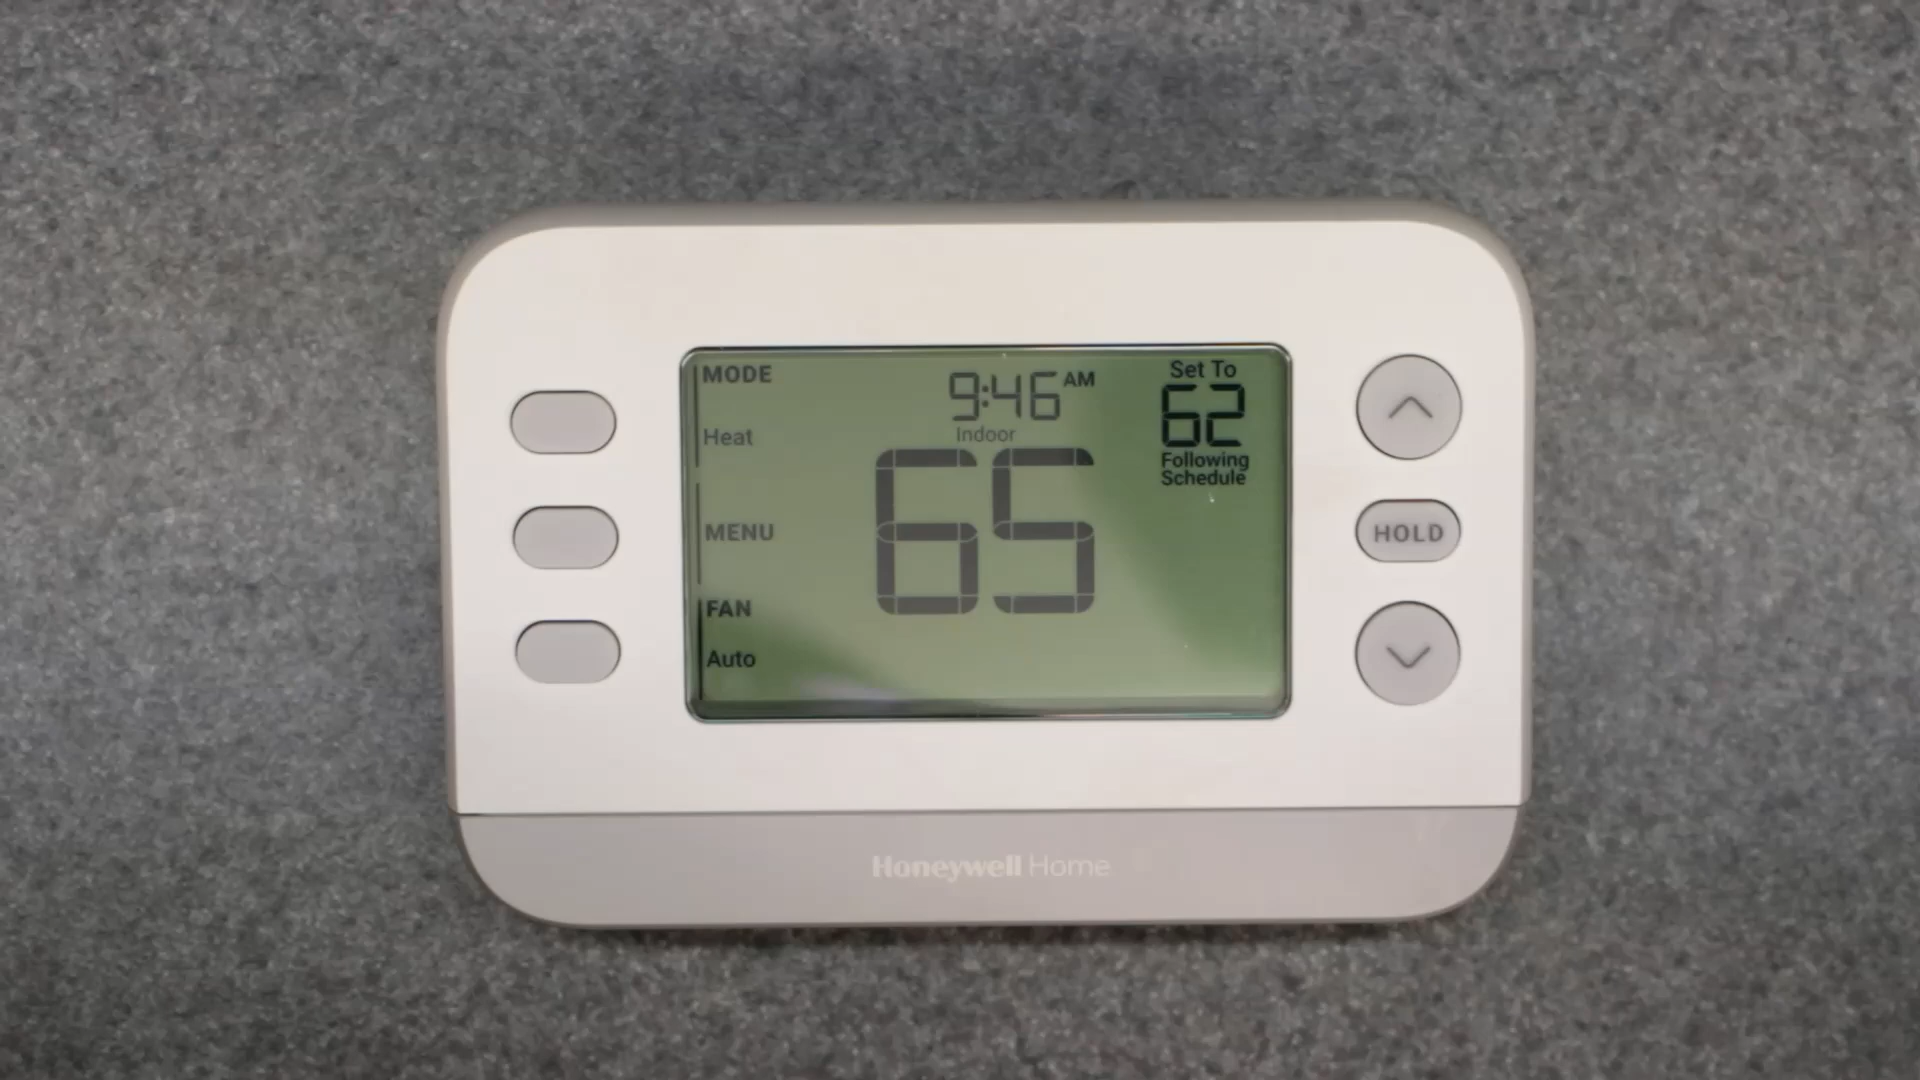 MODE
9:46 AM
Set To
62
Heat
Indoor
65
Following
Schedule
MENU
HOLD
FAN
Auto
Honeywell Home